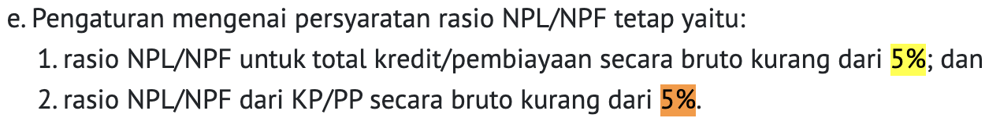 e. Pengaturan mengenai persyaratan rasio NPL/NPF tetap yaitu:
1. rasio NPL/NPF untuk total kredit/pembiayaan secara bruto kurang dari 5%; dan
2. rasio NPL/NPF dari KP/PP secara bruto kurang dari 5%.